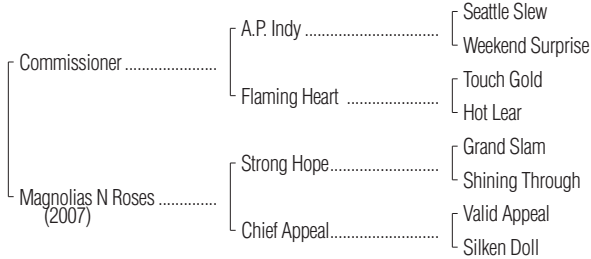 Seattle Slew
A.P. Indy ........................
Weekend Surprise
Commissioner ......................
Touch Gold
Flaming Heart ......................
Hot Lear
Grand Slam
Strong Hope..........................
Shining Through
Magnolias N Roses ..............
(2007)
Valid Appeal
Chief Appeal..........................
Silken Doll